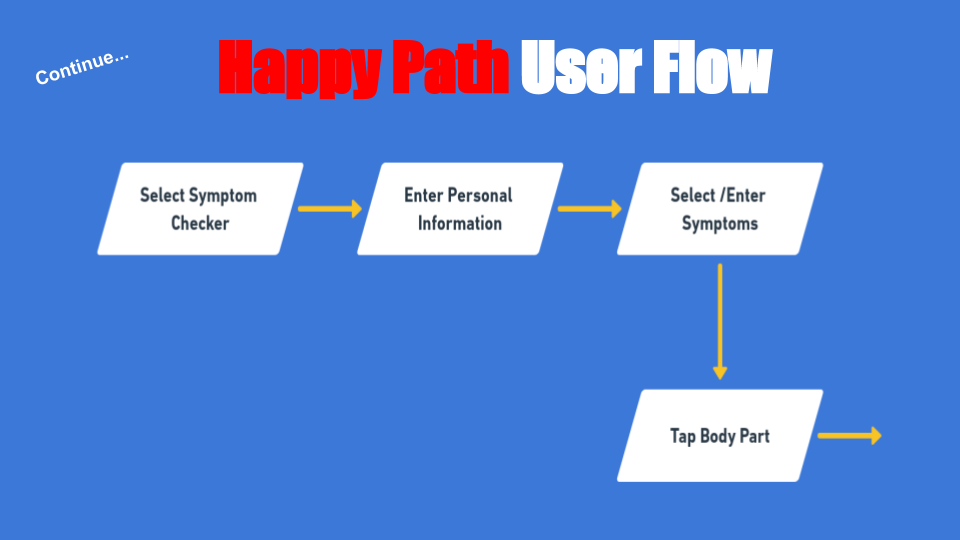 Continue...
Happy Path User Flow
Select Symptom
Checker
Enter Personal
Information
Select /Enter
Symptoms
Tap Body Part